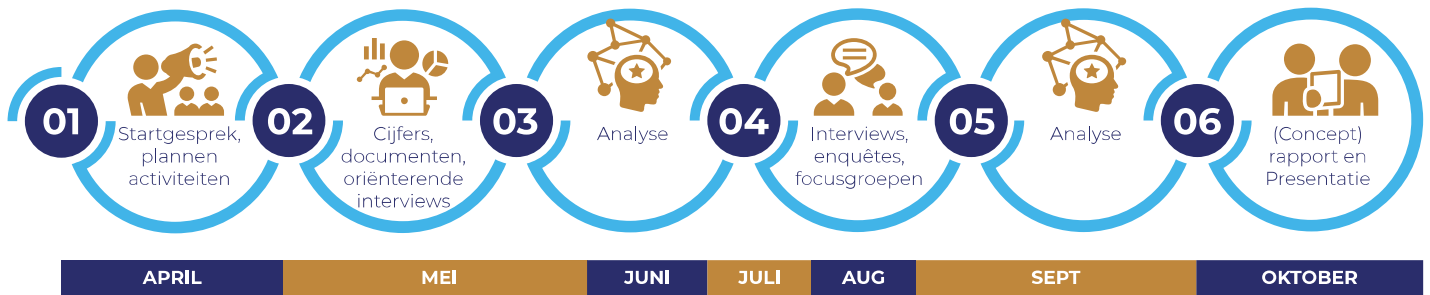 01
Startgesprek,
plannen
activiteiten
02
Cijfers,
documenten,
oriënterende
interviews
03
Analyse
04
Interviews,
enquêtes,
focusgroepen
05
Analyse
06
(Concept)
rapport en
Presentatie
APRIL
MEI
JUNI
JULI
AUG
SEPT
OKTOBER